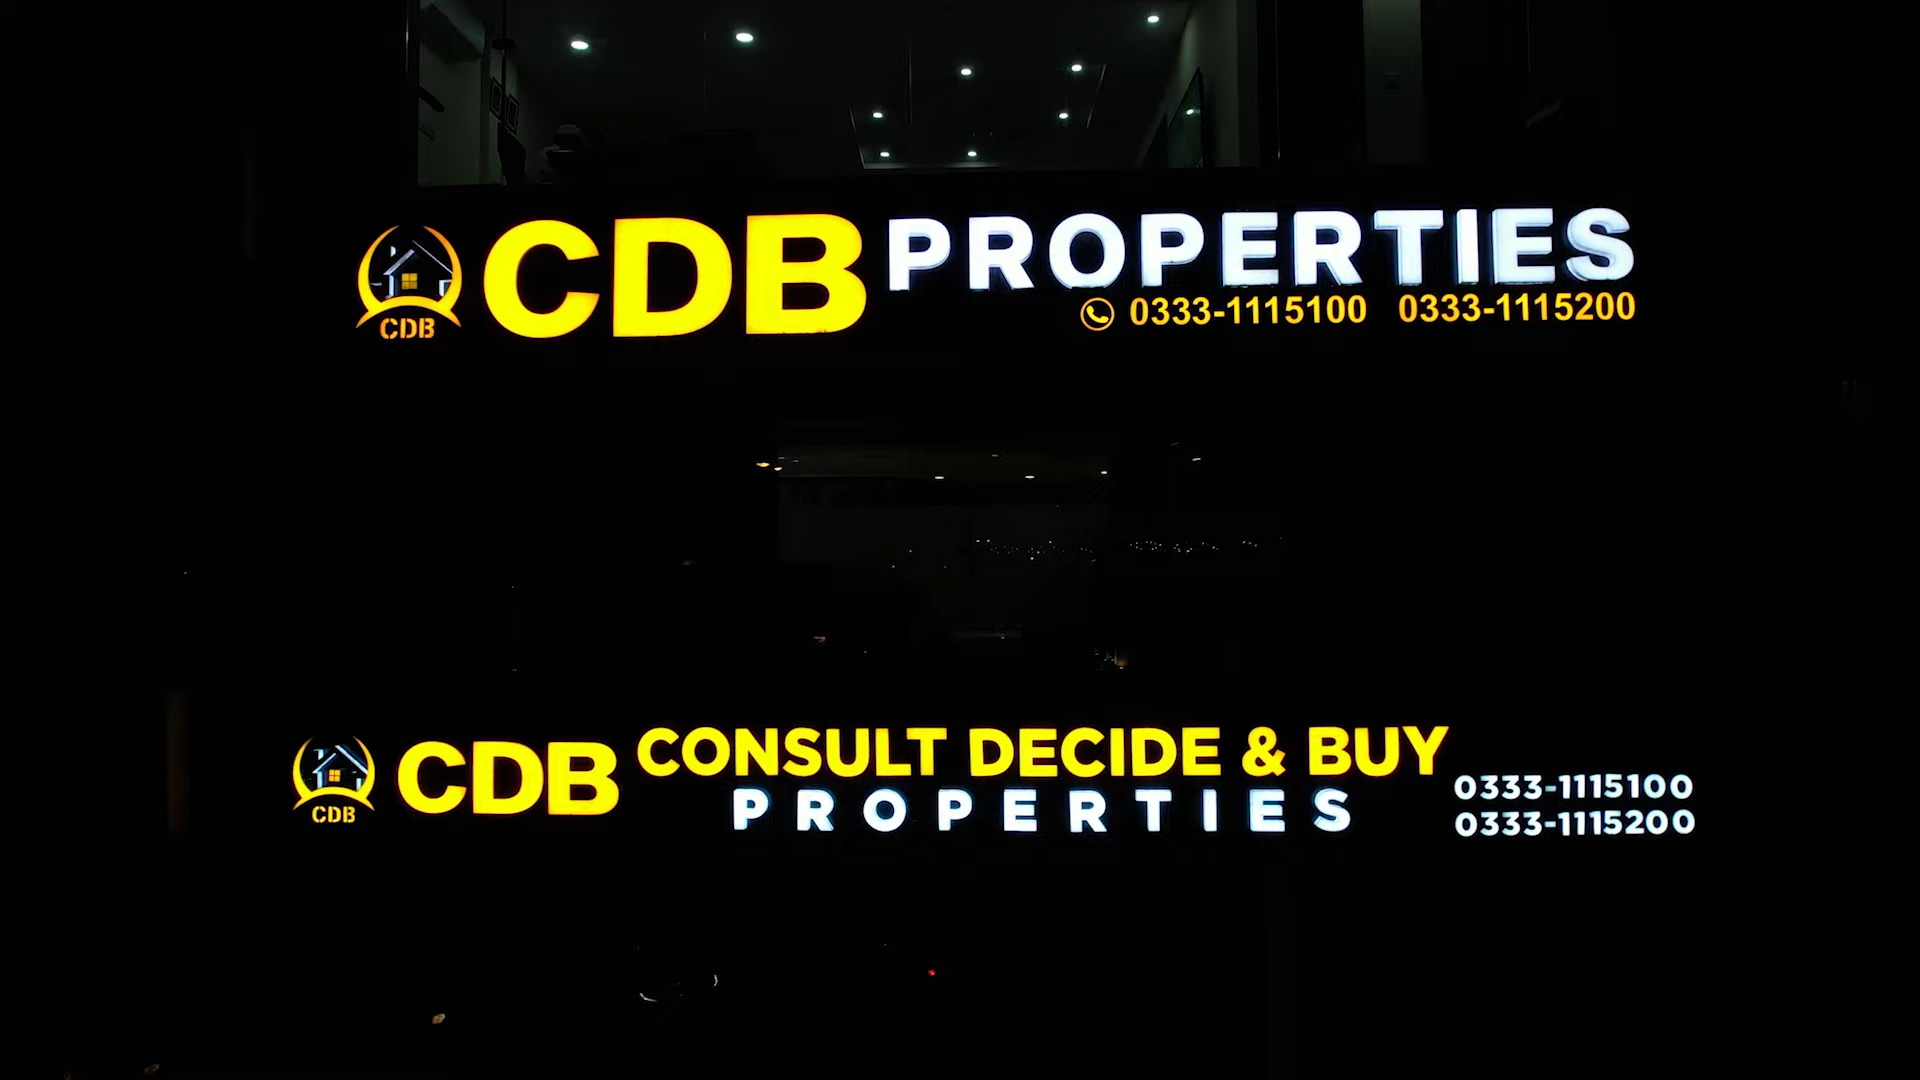 CDB PROPERTIES
CDB
0333-1115100 0333-1115200
CDB CONSULT DECIDE & BUY
PROPERTIES
CDB
0333-1115100
0333-1115200